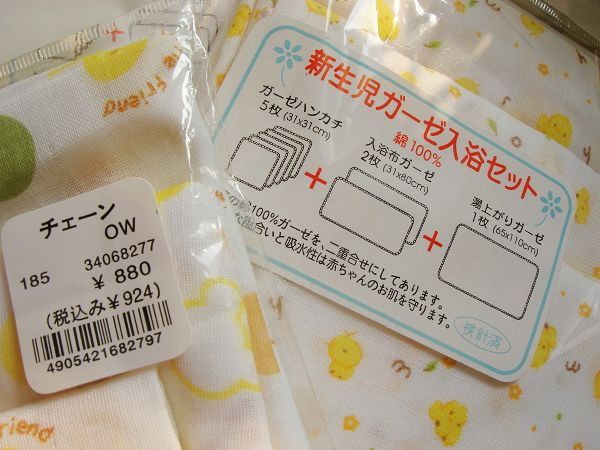 friend
チェーン
OW
34068277
185
¥ 880
(税込み¥924)
4905421682797
friend
新生児ガーゼ入浴セット
綿100%
ガーゼハンカチ
5枚(31x31cm)
入浴布ガーゼ
2枚(31x80cm)
湯上がりガーゼ
1枚(65x110cm)
100%ガーゼを、二重合せにしてあります。
合いと吸水性は赤ちゃんのお肌を守ります。
検針済